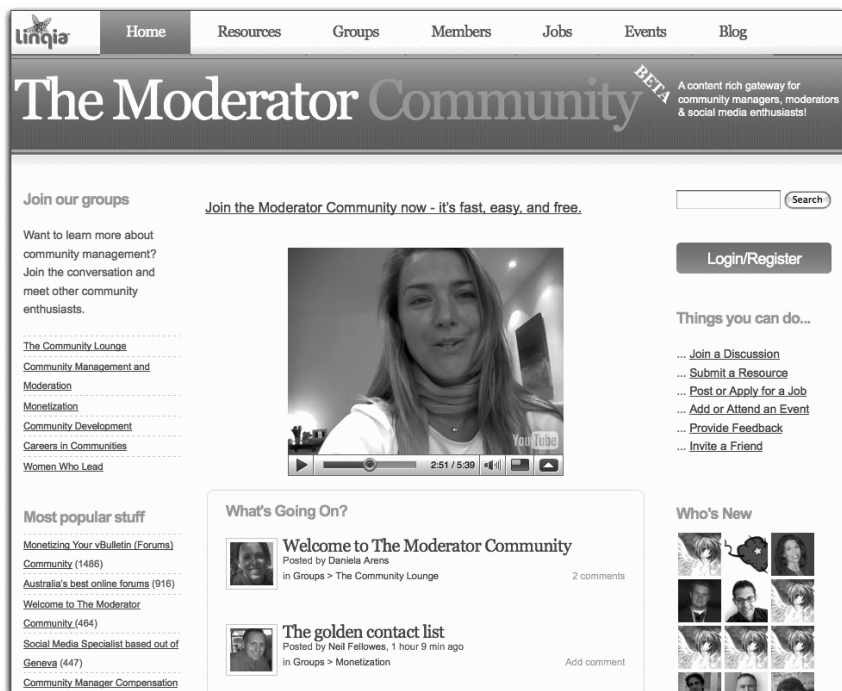 linqia
Home Resources Groups Members Jobs Events Blog
The Moderator Community
BETA
A content rich gateway for
community managers, moderators
& social media enthusiasts!
Join our groups
Want to learn more about
community management?
Join the conversation and
meet other community
enthusiasts.
The Community Lounge
Community Management and
Moderation
Monetization
Community Development
Careers in Communities
Women Who Lead
Most popular stuff
Monetizing Your vBulletin (Forums)
Community (1486)
Australia's best online forums (916)
Welcome to The Moderator
Community (464)
Social Media Specialist based out of
Geneva (447)
Community Manager Compensation
Join the Moderator Community now - it's fast, easy, and free.
YouTube
2:51 / 5:39
What's Going On?
Welcome to The Moderator Community
Posted by Daniela Arens
in Groups > The Community Lounge 2 comments
The golden contact list
Posted by Neil Fellowes, 1 hour 9 min ago
in Groups > Monetization Add comment
Search
Login/Register
Things you can do...
... Join a Discussion
... Submit a Resource
... Post or Apply for a Job
... Add or Attend an Event
... Provide Feedback
... Invite a Friend
Who's New